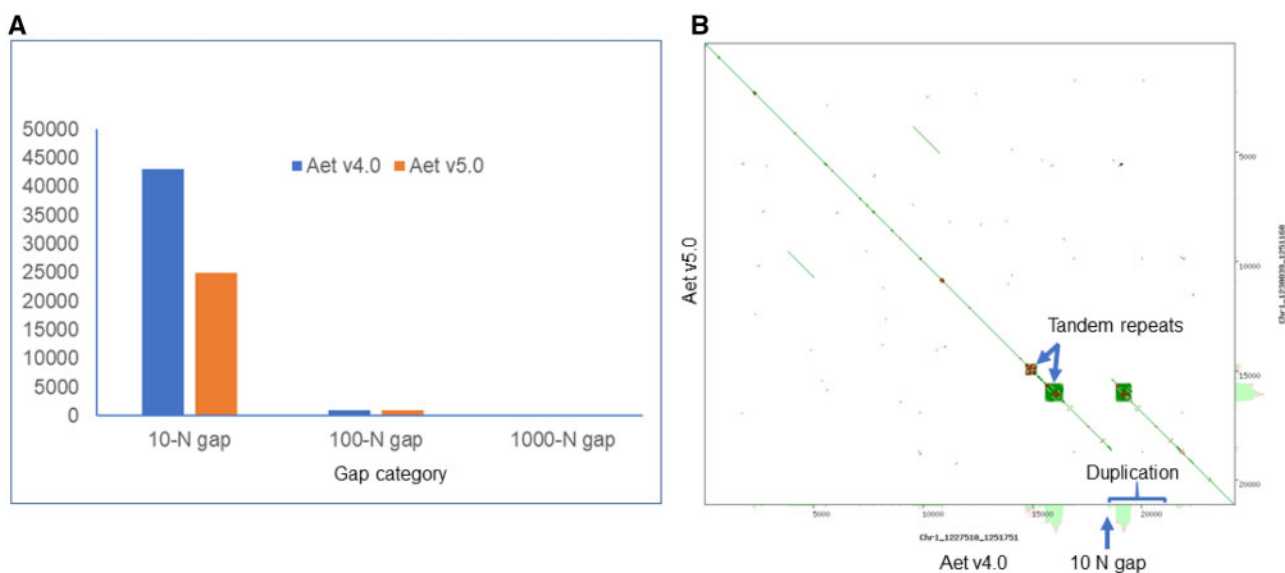 A
50000
45000
40000
35000
30000
25000
20000
15000
10000
5000
0
Aet v4.0 Aet v5.0
10-N gap 100-N gap 1000-N gap
Gap category
B
Aet v5.0
5000
10000
15000
20000
Chr1_1230039_1251160
Tandem repeats
Duplication
5000 10000 15000 20000
Chr1_1227510_1251751
Aet v4.0 10 N gap